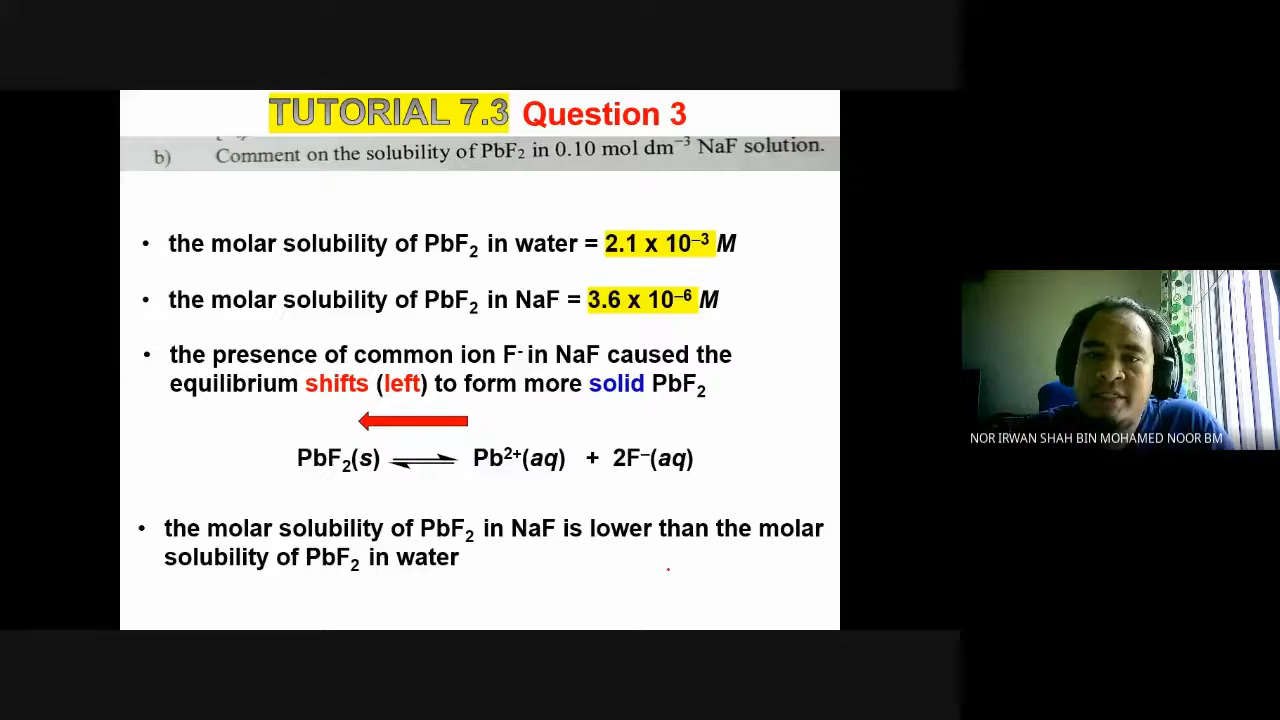 TUTORIAL 7.3 Question 3
b) Comment on the solubility of PbF₂ in 0.10 mol dm⁻³ NaF solution.
• the molar solubility of PbF₂ in water = 2.1 x 10⁻³ M
• the molar solubility of PbF₂ in NaF = 3.6 x 10⁻⁶ M
• the presence of common ion F⁻ in NaF caused the
equilibrium shifts (left) to form more solid PbF₂
PbF₂(s) ⇌ Pb²⁺(aq) + 2F⁻(aq)
• the molar solubility of PbF₂ in NaF is lower than the molar
solubility of PbF₂ in water
NOR IRWAN SHAH BIN MOHAMED NOOR BM